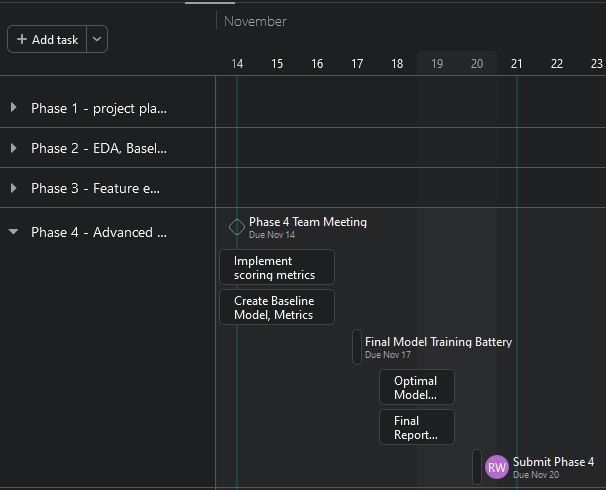 November
+ Add task
14 15 16 17 18 19 20 21 22 23
Phase 1 - project pla...
Phase 2 - EDA, Basel...
Phase 3 - Feature e...
Phase 4 - Advanced ...
Phase 4 Team Meeting
Due Nov 14
Implement
scoring metrics
Create Baseline
Model, Metrics
Final Model Training Battery
Due Nov 17
Optimal
Model...
Final
Report...
RW
Submit Phase 4
Due Nov 20